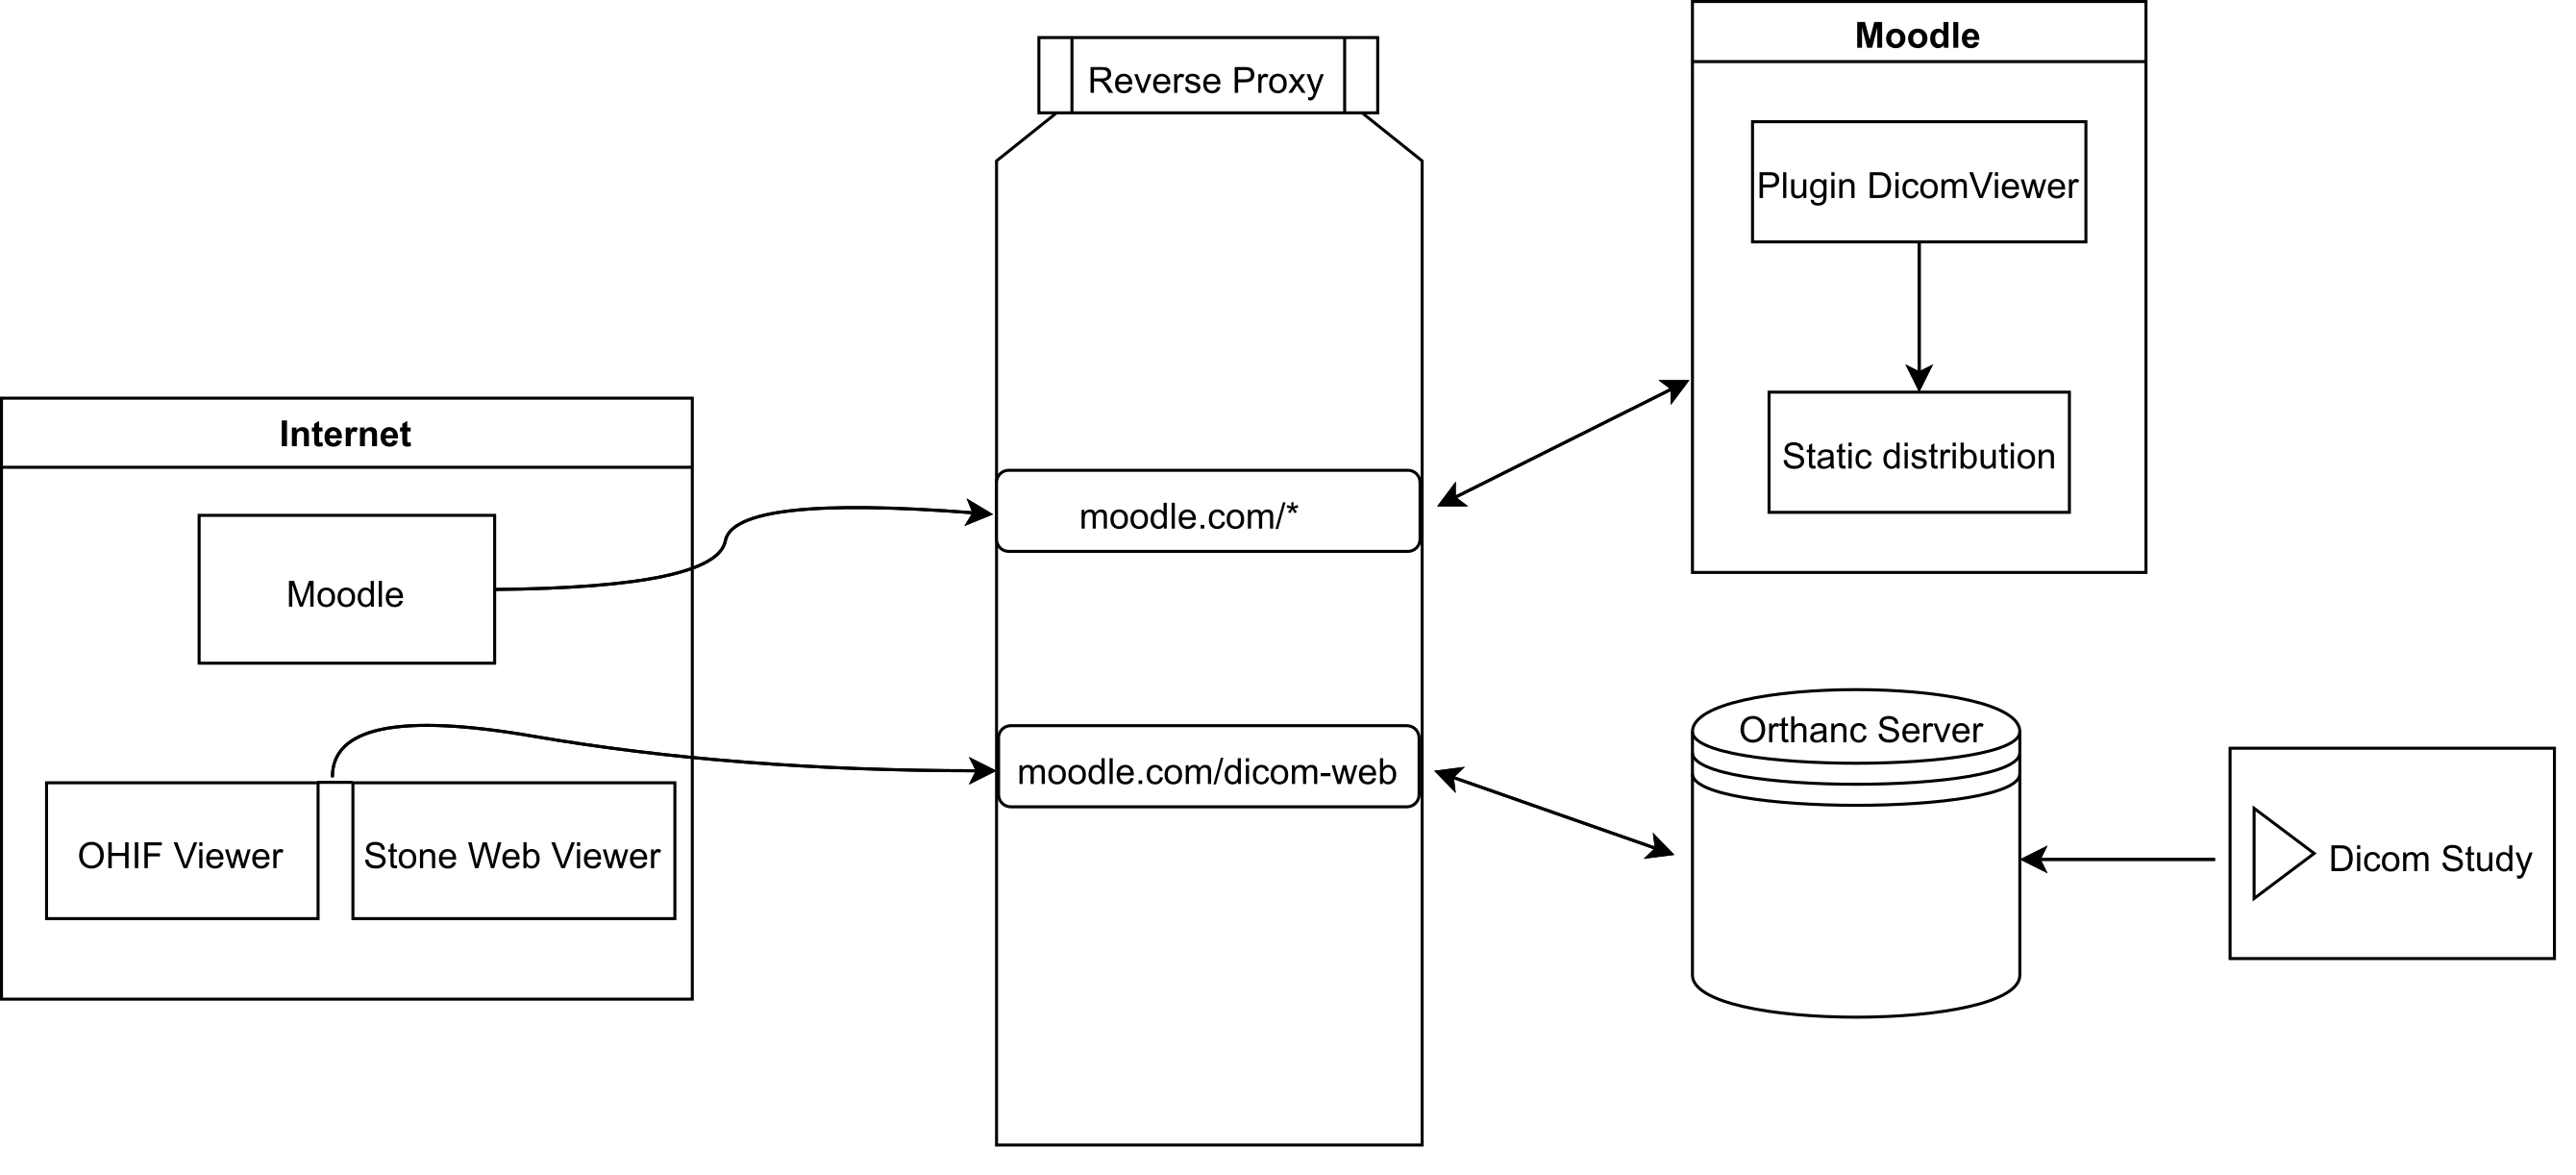 Internet
Moodle
OHIF Viewer
Stone Web Viewer
Reverse Proxy
moodle.com/*
moodle.com/dicom-web
Moodle
Plugin DicomViewer
Static distribution
Orthanc Server
Dicom Study